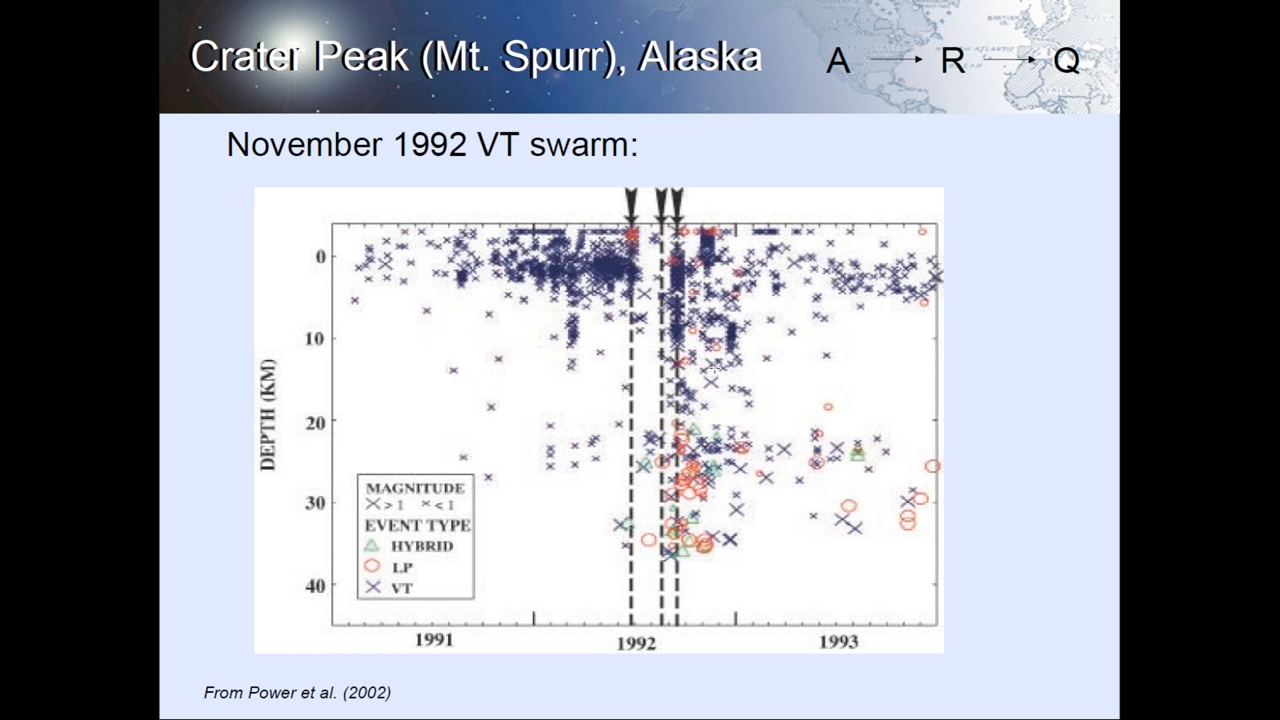 Crater Peak (Mt. Spurr), Alaska
A R Q
November 1992 VT swarm:
0
10
20
30
40
DEPTH (KM)
MAGNITUDE
×>1 ×<1
EVENT TYPE
HYBRID
LP
VT
1991 1992 1993
From Power et al. (2002)